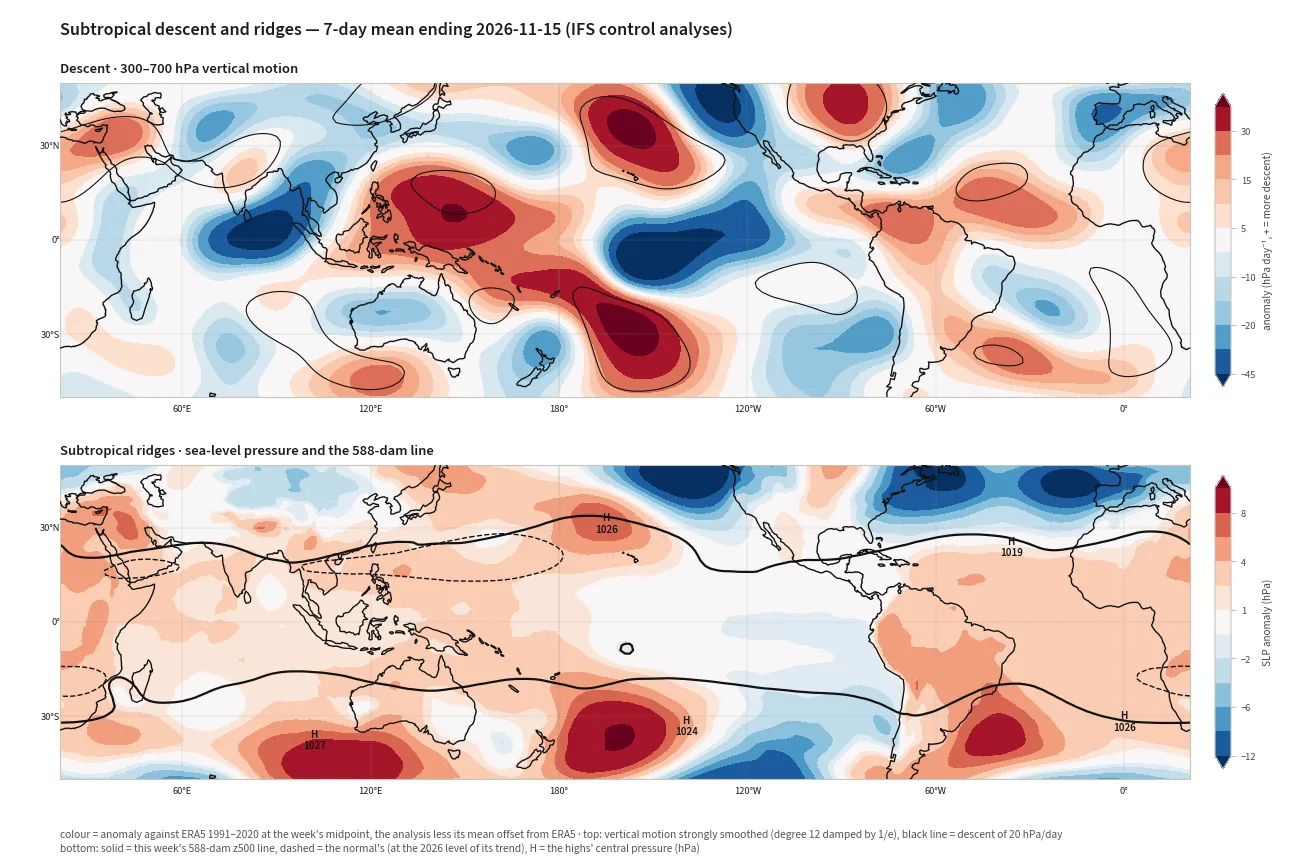 Subtropical descent and ridges — 7-day mean ending 2026-11-15 (IFS control analyses)
Descent · 300–700 hPa vertical motion
30°N
0°
30°S
60°E
120°E
180°
120°W
60°W
0°
30
15
5
−10
−20
−45
anomaly (hPa day⁻¹, + = more descent)
Subtropical ridges · sea-level pressure and the 588-dam line
30°N
0°
30°S
H
1026
H
1019
H
1027
H
1024
H
1026
60°E
120°E
180°
120°W
60°W
0°
8
4
1
−2
−6
−12
SLP anomaly (hPa)
colour = anomaly against ERA5 1991–2020 at the week's midpoint, the analysis less its mean offset from ERA5 · top: vertical motion strongly smoothed (degree 12 damped by 1/e), black line = descent of 20 hPa/day
bottom: solid = this week's 588-dam z500 line, dashed = the normal's (at the 2026 level of its trend), H = the highs' central pressure (hPa)